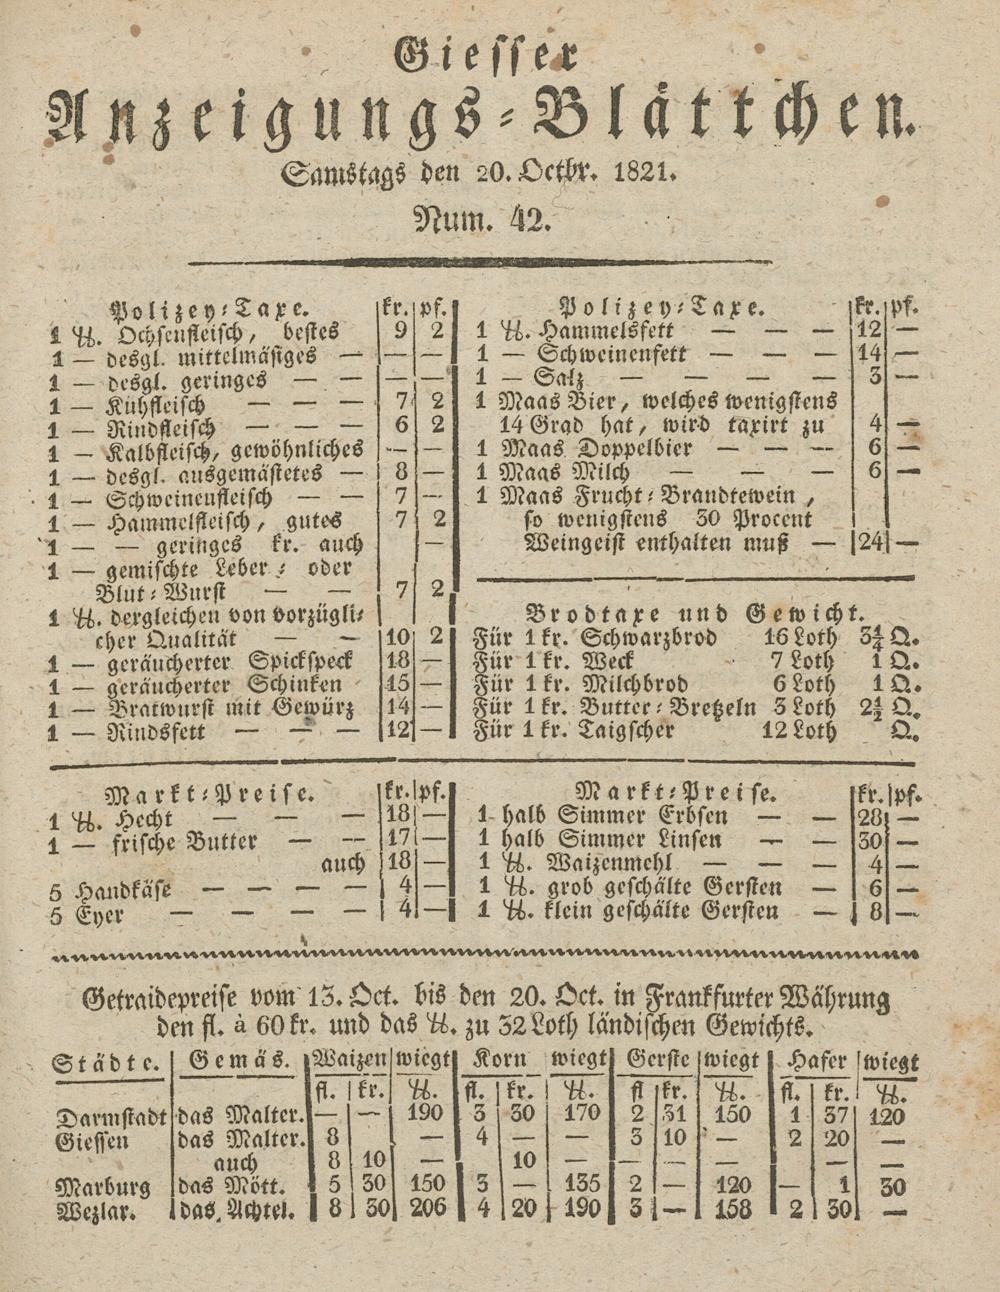 Giesser
Anzeigungs-Blättchen.
Samstags den 20. Octbr. 1821.
Num. 42.
Polizey-Taxe. kr. pf.
1 ℔. Ochsenfleisch, bestes 9 2
1 — desgl. mittelmäsiges — — —
1 — desgl. geringes — — — —
1 — Kühfleisch — — — 7 2
1 — Rindfleisch — — — 6 2
1 — Kalbfleisch, gewöhnliches — —
1 — desgl. ausgemästetes — 8 —
1 — Schweinenfleisch — — 7 —
1 — Hammelfleisch, gutes 7 2
1 — — geringes kr. auch —
1 — gemischte Leber- oder
Blut-Wurst — — 7 2
1 ℔. dergleichen von vorzügli-
cher Qualität — — 10 2
1 — geräucherter Spickspeck 18 —
1 — geräucherter Schinken 15 —
1 — Bratwurst mit Gewürz 14 —
1 — Rindsfett — — — 12 —
Polizey-Taxe. kr. pf.
1 ℔. Hammelsfett — — — 12 —
1 — Schweinenfett — — — 14 —
1 — Salz — — — — 3 —
1 Maas Bier, welches wenigstens
14 Grad hat, wird taxirt zu 4 —
1 Maas Doppelbier — — — 6 —
1 Maas Milch — — — 6 —
1 Maas Frucht-Brandtewein,
so wenigstens 30 Procent
Weingeist enthalten muß — 24 —
Brodtaxe und Gewicht.
Für 1 kr. Schwarzbrod 16 Loth 3¼ Q.
Für 1 kr. Weck 7 Loth 1 Q.
Für 1 kr. Milchbrod 6 Loth 1 Q.
Für 1 kr. Butter-Bretzeln 3 Loth 2½ Q.
Für 1 kr. Taigscher 12 Loth Q.
Markt-Preise. kr. pf.
1 ℔. Hecht — — — 18 —
1 — frische Butter — — 17 —
auch 18 —
5 Handkäse — — — — 4 —
5 Eyer — — — — 4 —
Markt-Preise. kr. pf.
1 halb Simmer Erbsen — — 28 —
1 halb Simmer Linsen — — 30 —
1 ℔. Waizenmehl — — — 4 —
1 ℔. grob geschälte Gersten — 6 —
1 ℔. klein geschälte Gersten — 8 —
Getraidepreise vom 13. Oct. bis den 20. Oct. in Frankfurter Währung
den fl. à 60 kr. und das ℔. zu 32 Loth ländischen Gewichts.
Städte. Gemäs. Waizen wiegt Korn wiegt Gerste wiegt Hafer wiegt
fl. kr. ℔. fl. kr. ℔. fl kr. ℔. fl. kr. ℔.
Darmstadt das Malter. — — 190 3 30 170 2 31 150 1 37 120
Giessen das Malter. 8 — 4 — — 3 10 — 2 20 —
auch 8 10 — 10 — — — — — —
Marburg das Mött. 5 30 150 3 — 135 2 — 120 — 1 30
Wezlar. das Achtel. 8 30 206 4 20 190 3 — 158 2 30 —